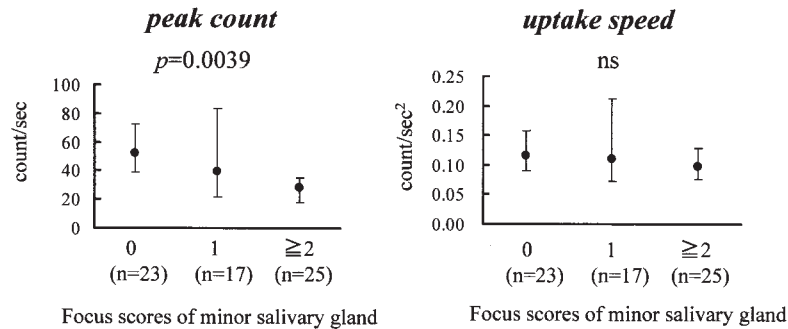 peak count
p=0.0039
count/sec
100
80
60
40
20
0
0 1 ≧2
(n=23) (n=17) (n=25)
Focus scores of minor salivary gland
uptake speed
ns
count/sec²
0.25
0.20
0.15
0.10
0.05
0.00
0 1 ≧2
(n=23) (n=17) (n=25)
Focus scores of minor salivary gland